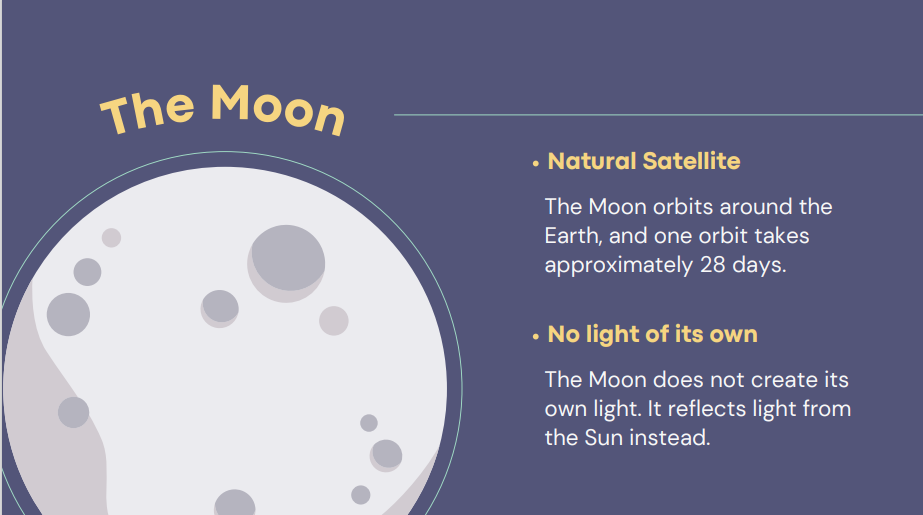 The Moon
• Natural Satellite
The Moon orbits around the
Earth, and one orbit takes
approximately 28 days.
• No light of its own
The Moon does not create its
own light. It reflects light from
the Sun instead.